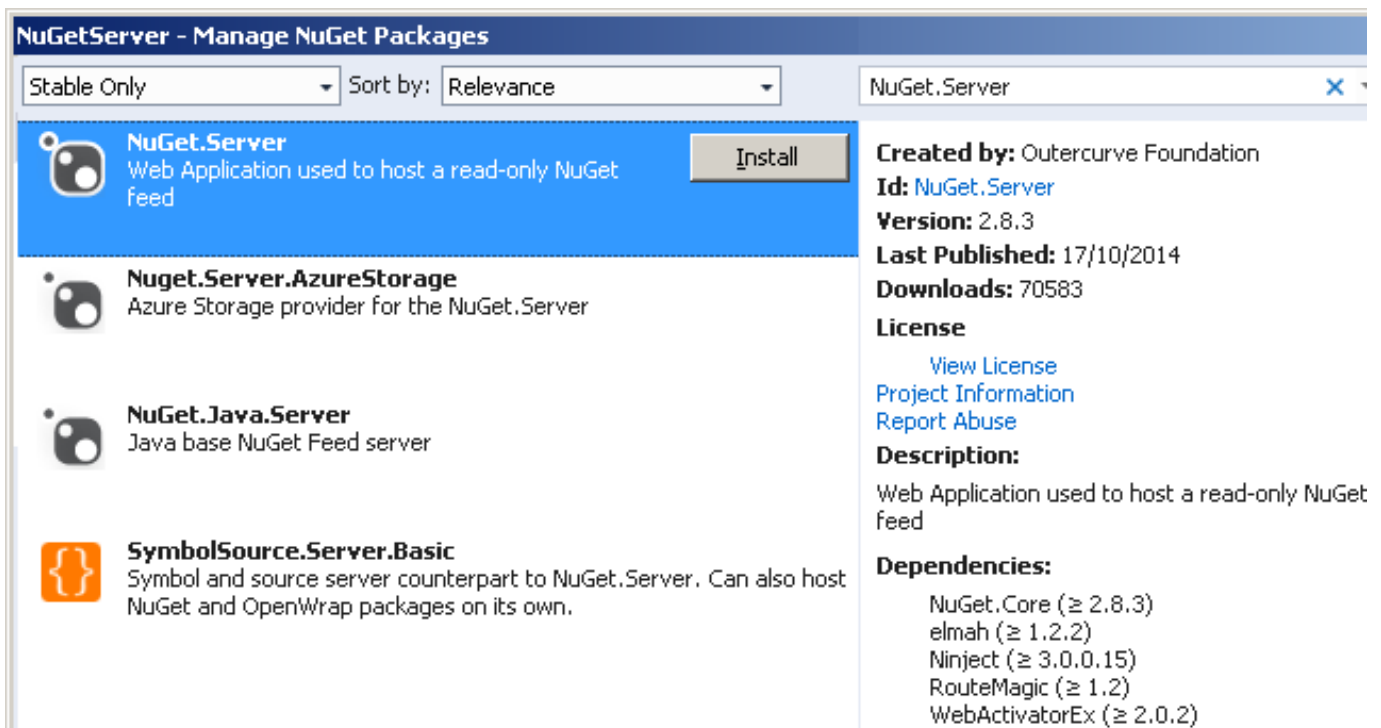 NuGetServer - Manage NuGet Packages
Stable Only
Sort by: Relevance
NuGet.Server
NuGet.Server
Web Application used to host a read-only NuGet
feed
Install
Nuget.Server.AzureStorage
Azure Storage provider for the NuGet.Server
NuGet.Java.Server
Java base NuGet Feed server
SymbolSource.Server.Basic
Symbol and source server counterpart to NuGet.Server. Can also host
NuGet and OpenWrap packages on its own.
Created by: Outercurve Foundation
Id: NuGet.Server
Version: 2.8.3
Last Published: 17/10/2014
Downloads: 70583
License
View License
Project Information
Report Abuse
Description:
Web Application used to host a read-only NuGet
feed
Dependencies:
NuGet.Core (≥ 2.8.3)
elmah (≥ 1.2.2)
Ninject (≥ 3.0.0.15)
RouteMagic (≥ 1.2)
WebActivatorEx (≥ 2.0.2)